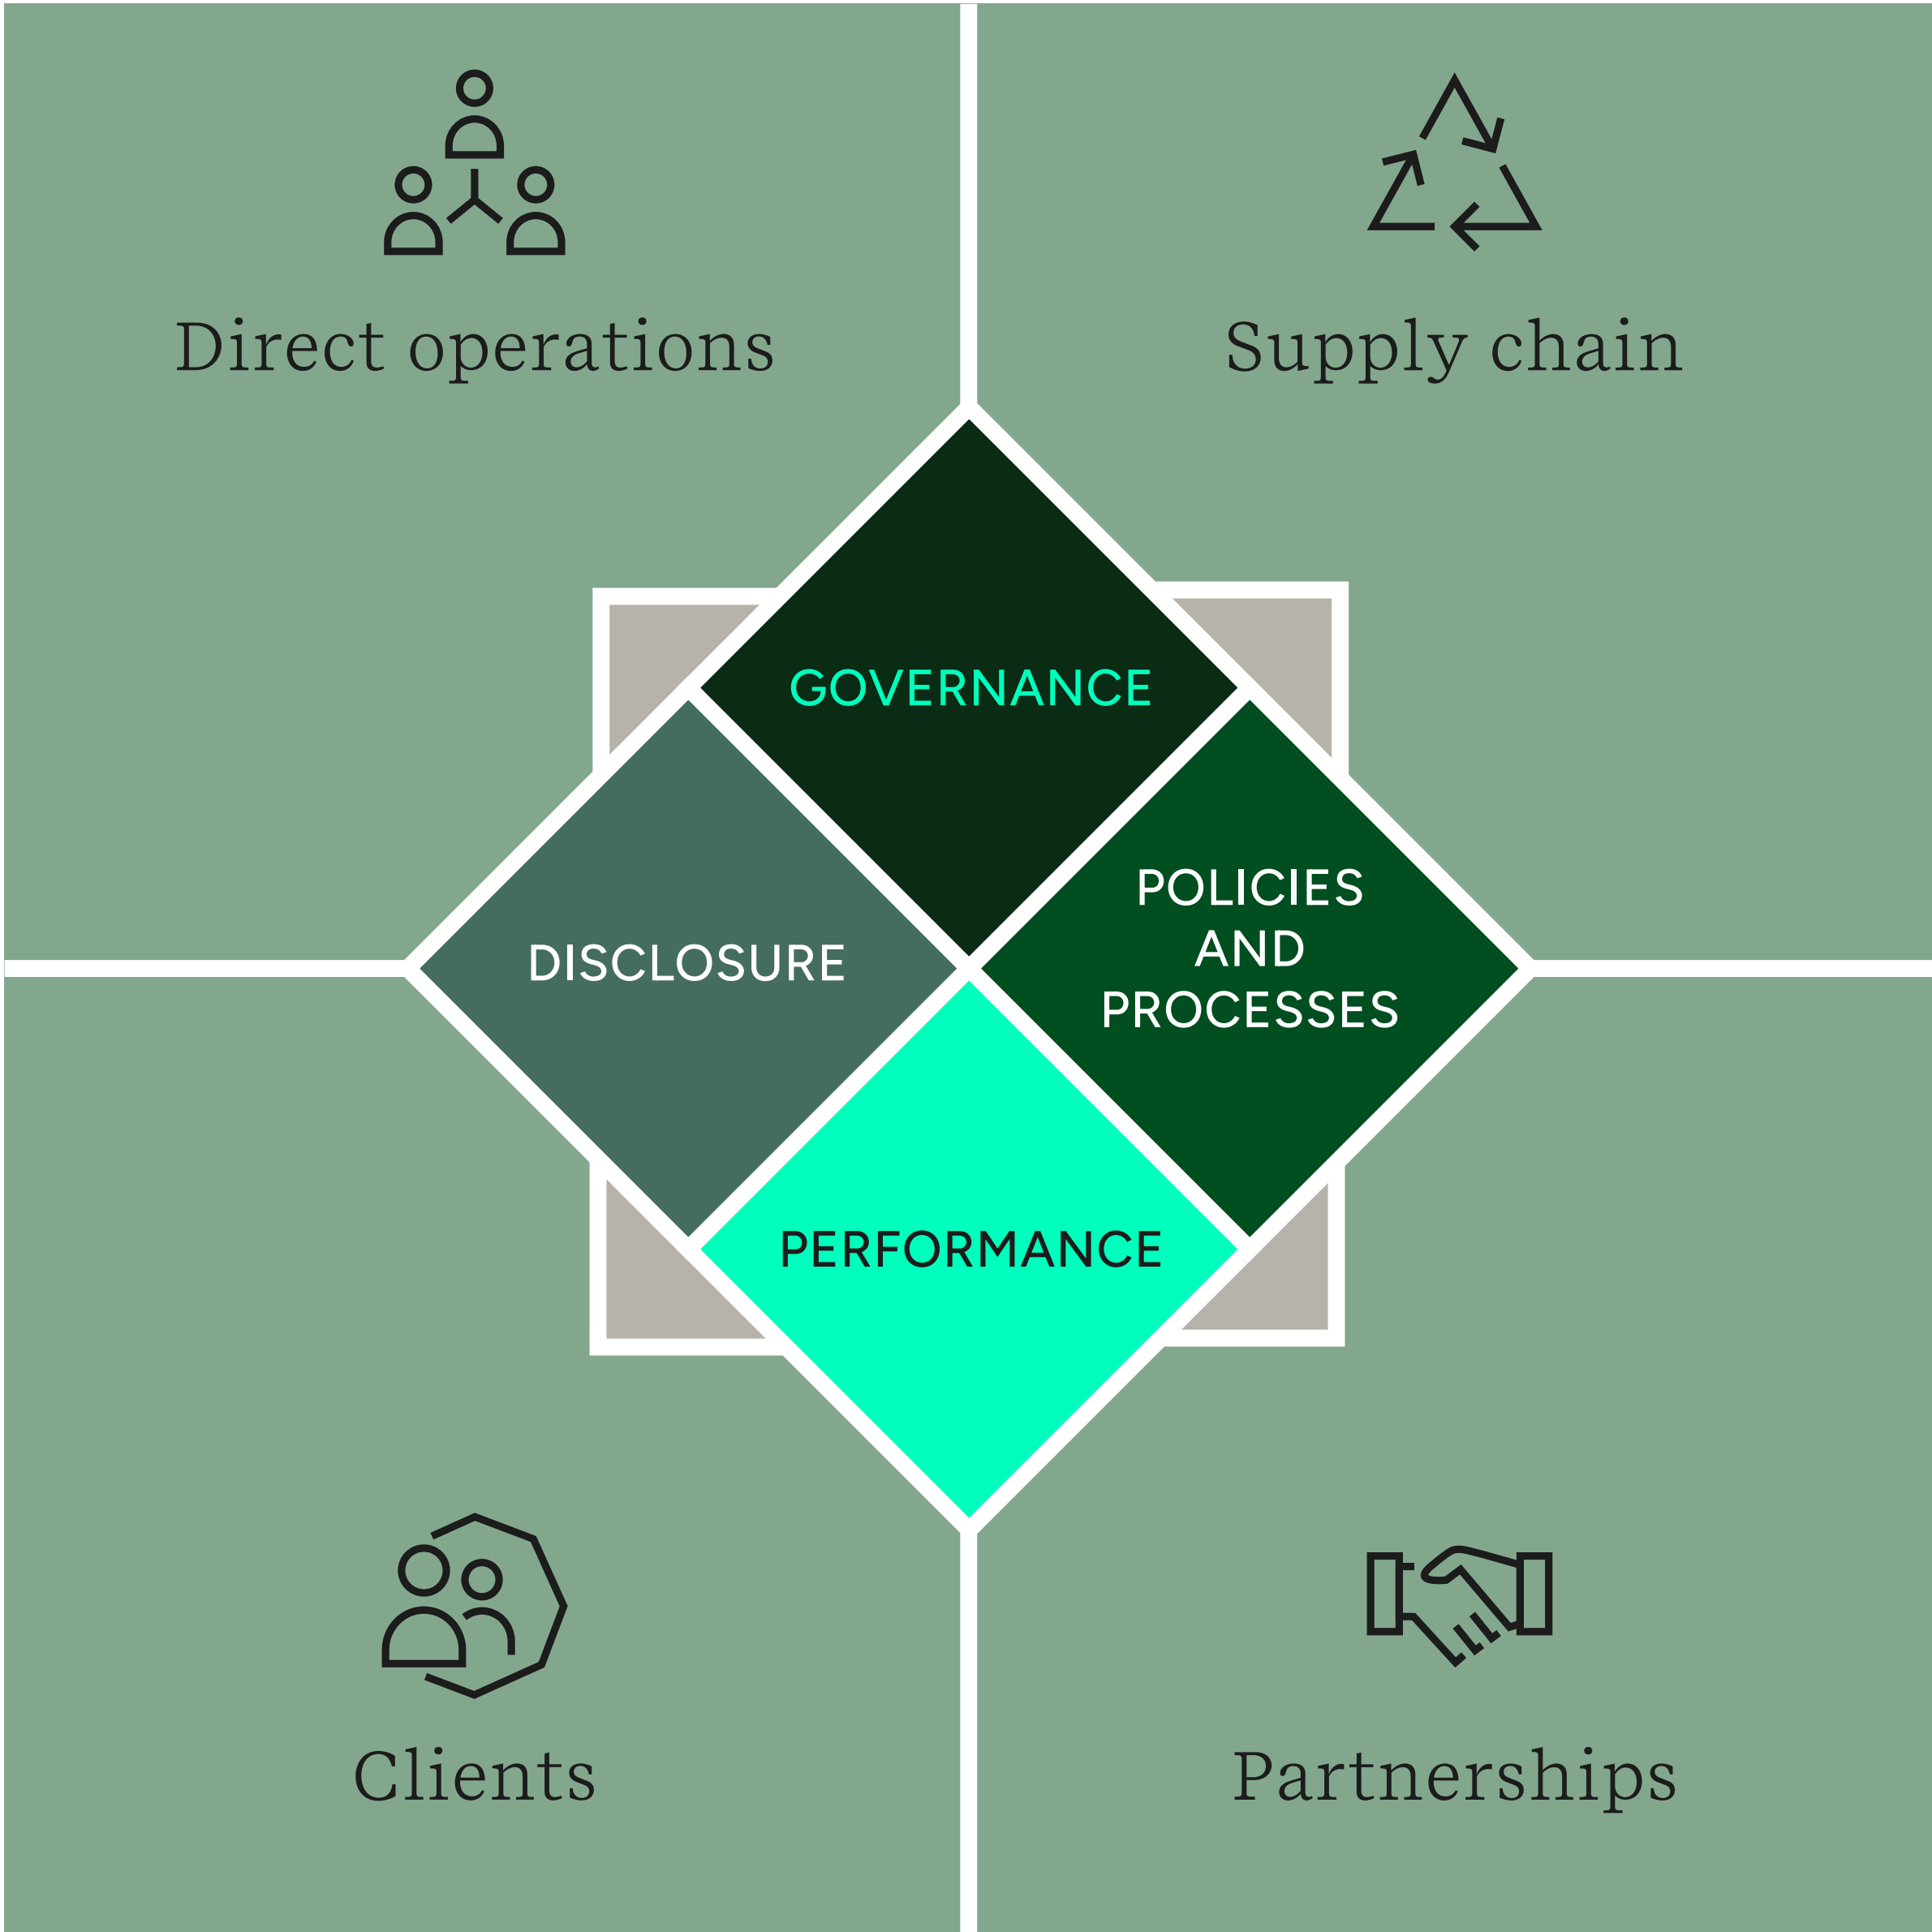 Direct operations
Supply chain
GOVERNANCE
POLICIES
AND
PROCESSES
DISCLOSURE
PERFORMANCE
Clients
Partnerships